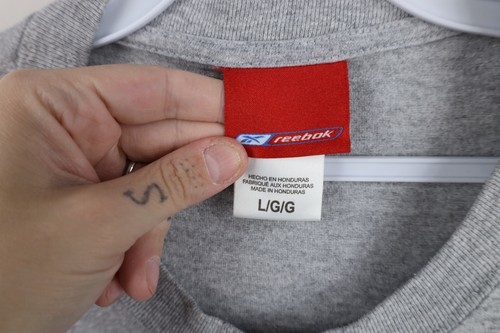 reebok
HECHO EN HONDURAS
FABRIQUE AUX HONDURAS
MADE IN HONDURAS
L/G/G
S